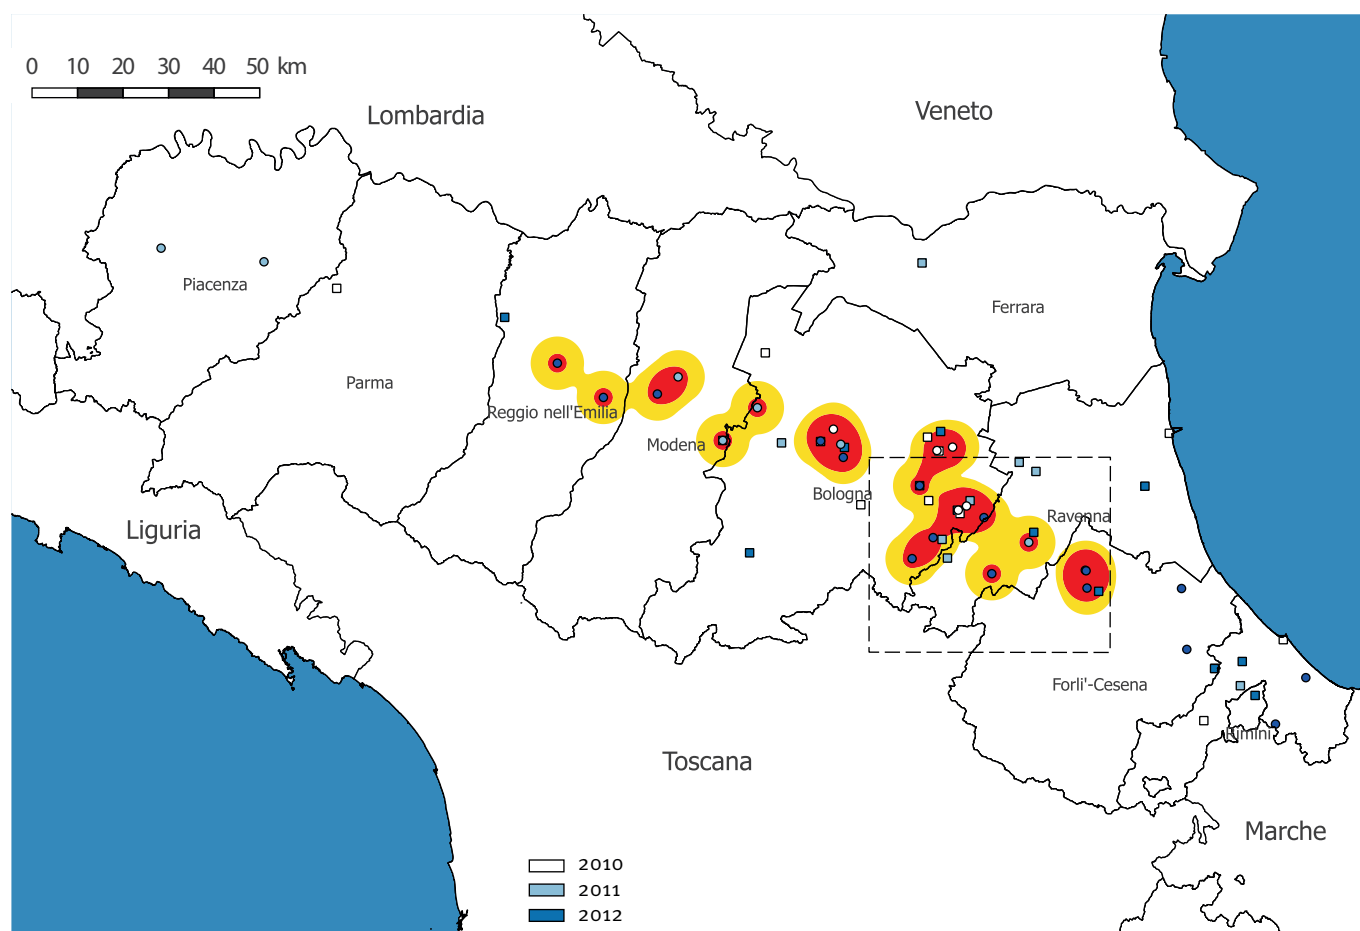 0 10 20 30 40 50 km
Lombardia
Veneto
Piacenza
Ferrara
Parma
Reggio nell'Emilia
Modena
Bologna
Ravenna
Liguria
Forli'-Cesena
Rimini
Toscana
Marche
2010
2011
2012